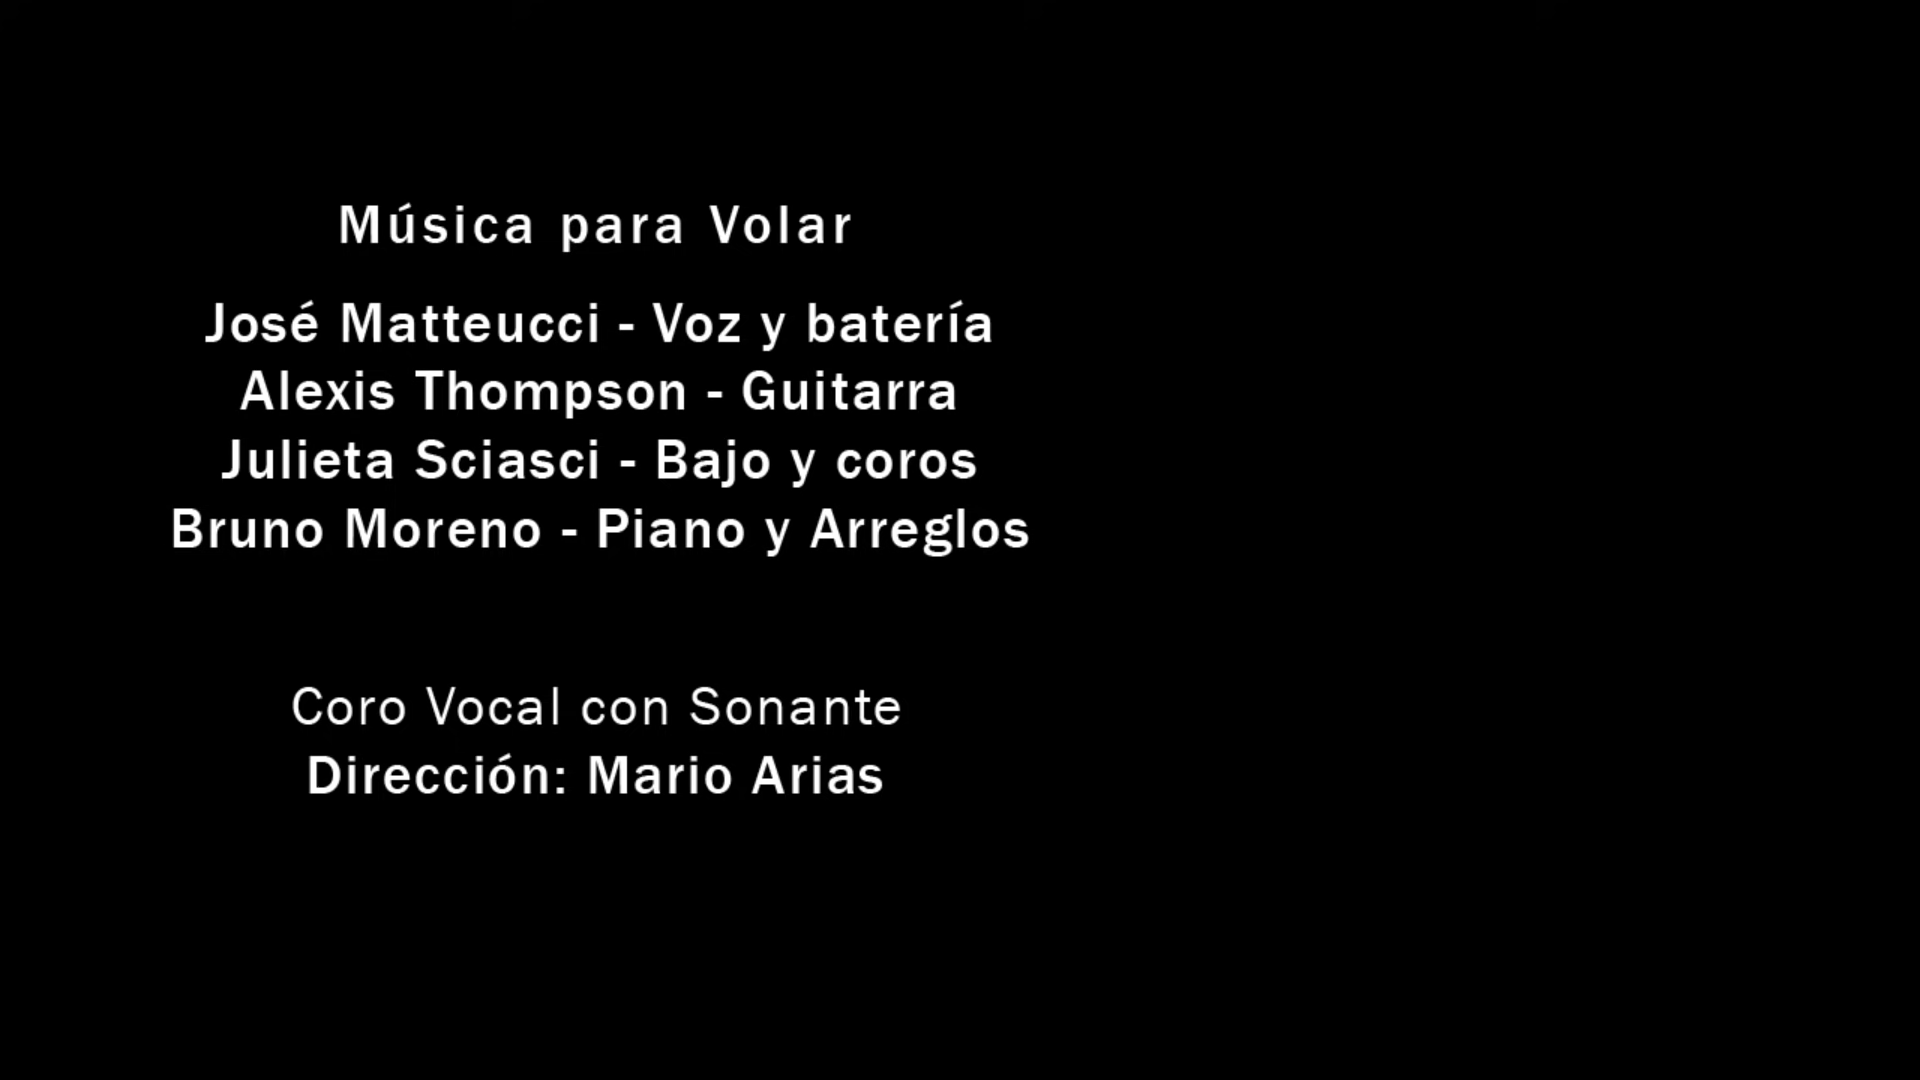 Música para Volar
José Matteucci - Voz y batería
Alexis Thompson - Guitarra
Julieta Sciasci - Bajo y coros
Bruno Moreno - Piano y Arreglos
Coro Vocal con Sonante
Dirección: Mario Arias